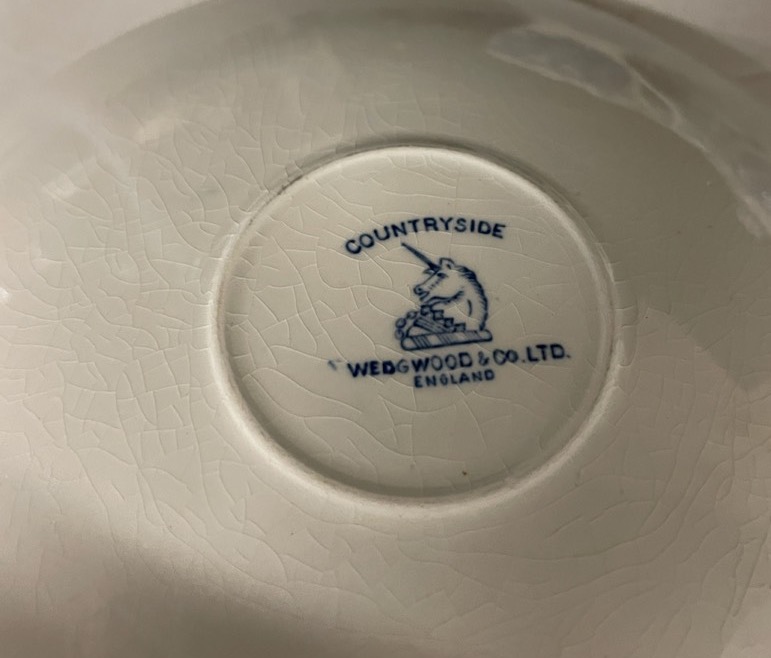 COUNTRYSIDE
WEDGWOOD & CO. LTD.
ENGLAND